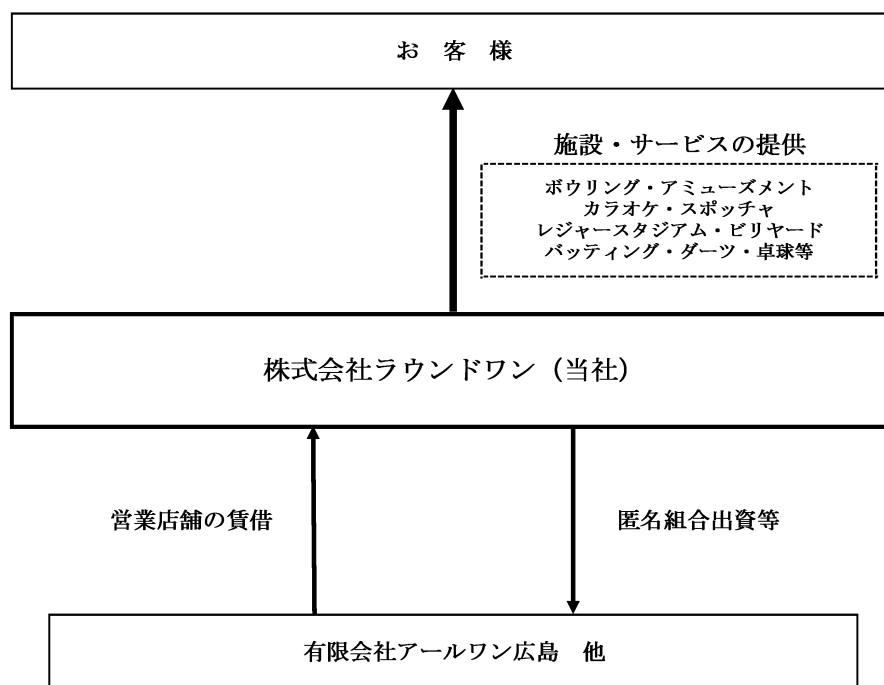 お　客　様
施設・サービスの提供
ボウリング・アミューズメント
カラオケ・スポッチャ
レジャースタジアム・ビリヤード
バッティング・ダーツ・卓球等
株式会社ラウンドワン（当社）
営業店舗の賃借
匿名組合出資等
有限会社アールワン広島　他